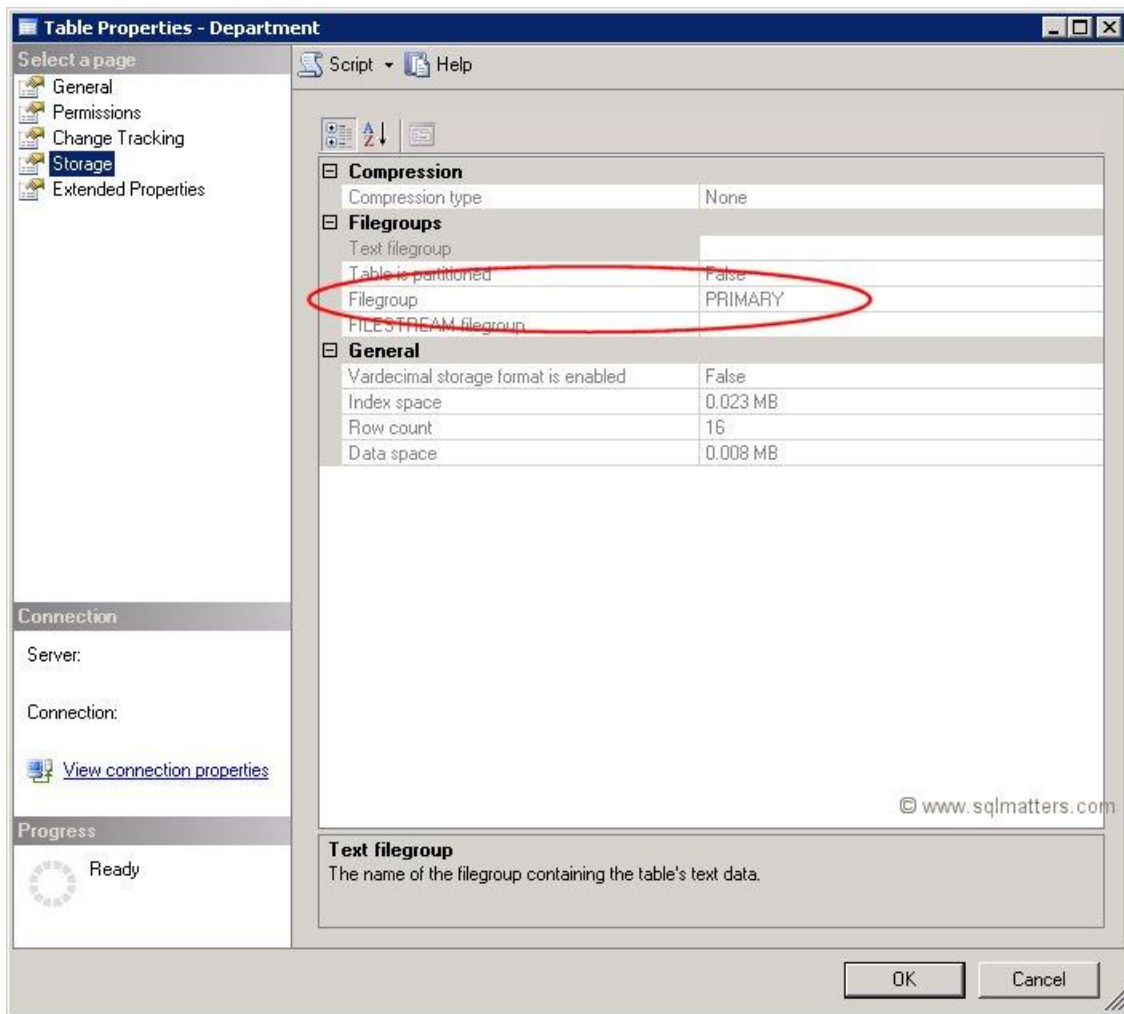 Table Properties - Department
Select a page
Script Help
General
Permissions
Change Tracking
Storage
Extended Properties
Compression
Compression type None
Filegroups
Text filegroup
Table is partitioned False
Filegroup PRIMARY
FILESTREAM filegroup
General
Vardecimal storage format is enabled False
Index space 0.023 MB
Row count 16
Data space 0.008 MB
Connection
Server:
Connection:
View connection properties
© www.sqlmatters.com
Progress
Ready
Text filegroup
The name of the filegroup containing the table's text data.
OK Cancel